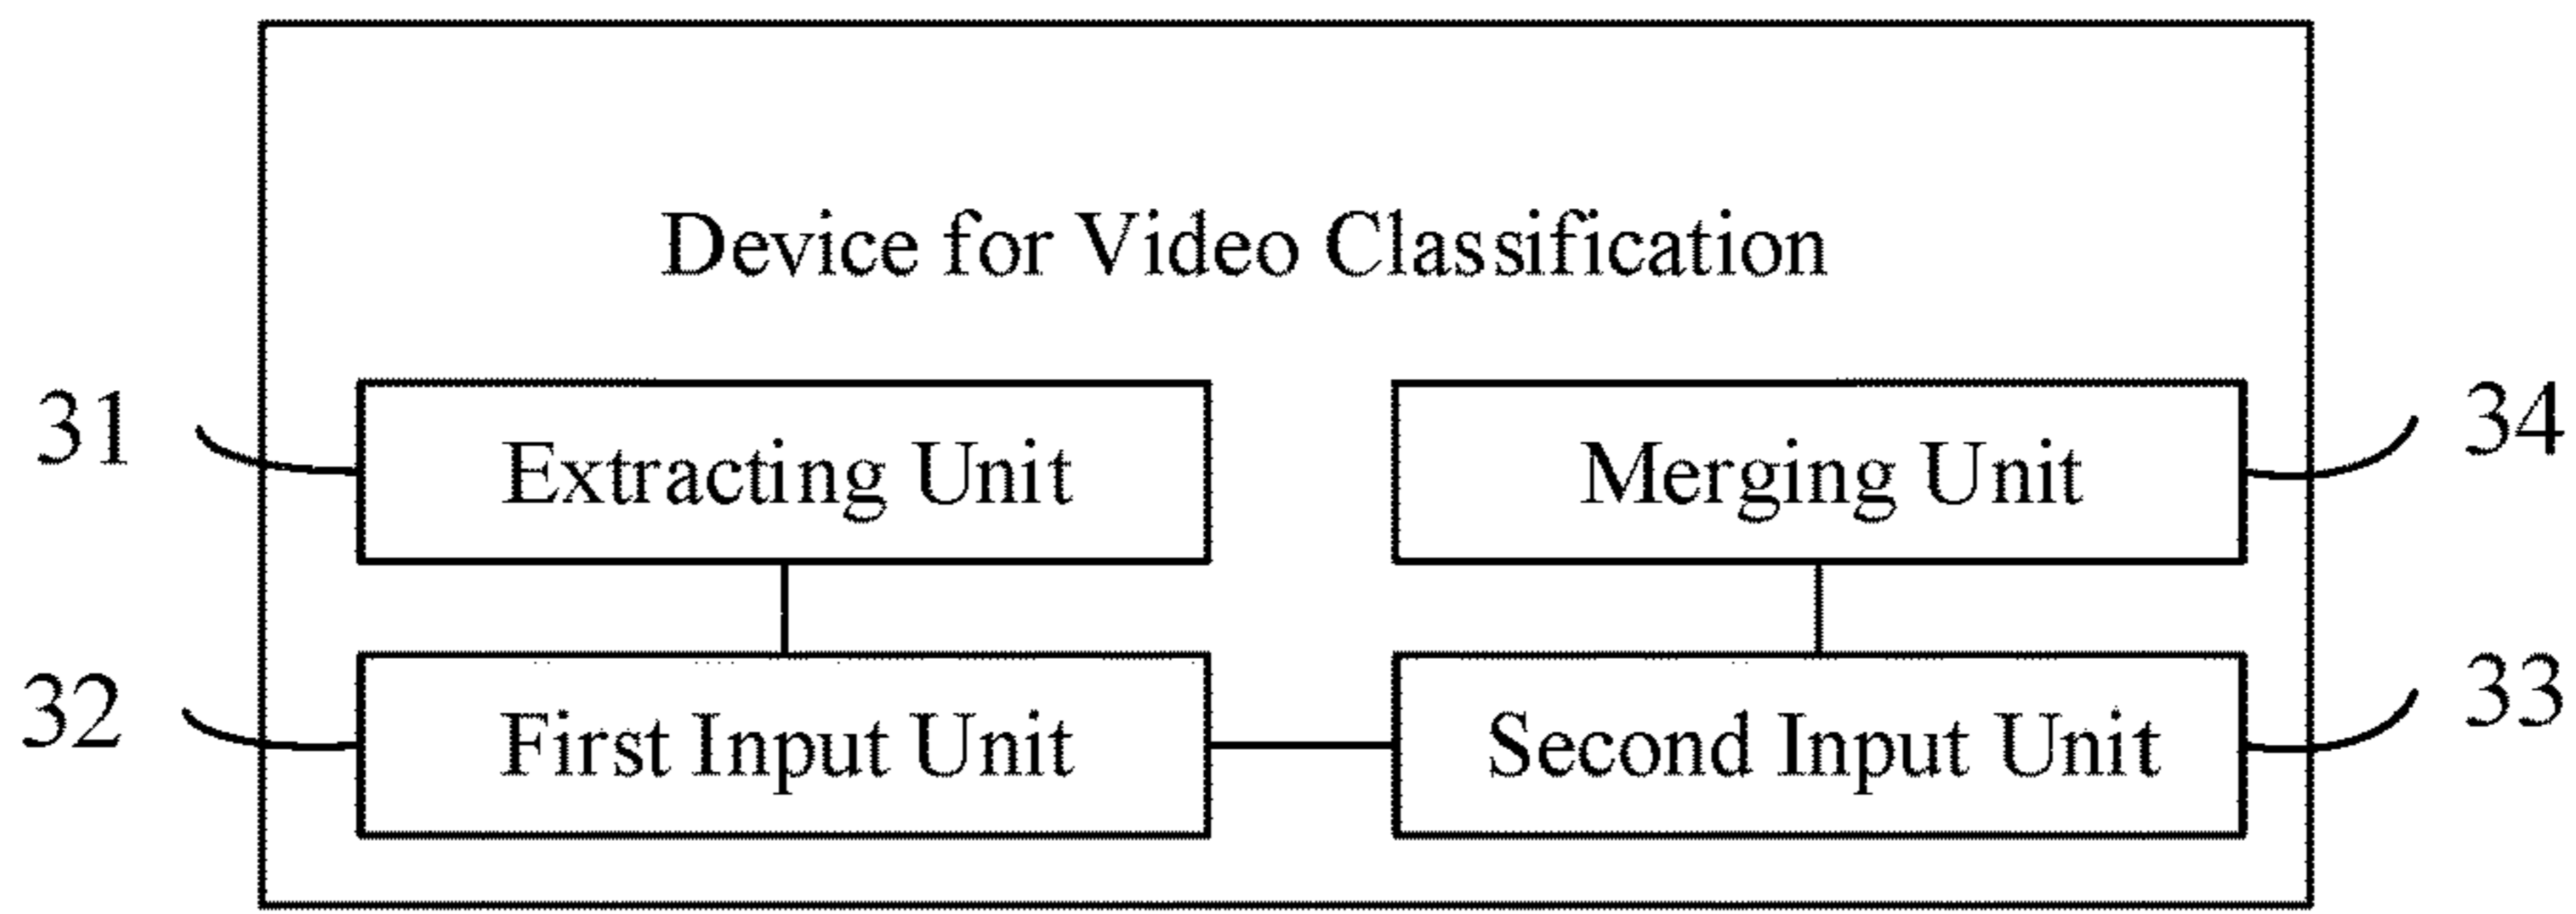 Device for Video Classification
31
Extracting Unit
Merging Unit
34
32
First Input Unit
Second Input Unit
33